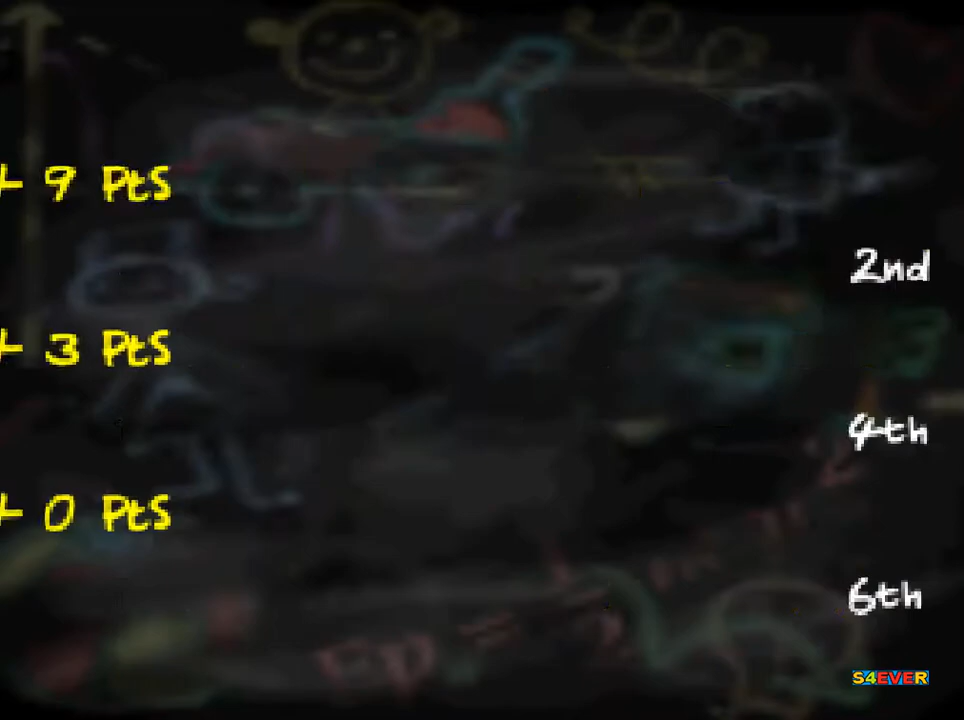 + 9 PtS
2nd
+ 3 PtS
4th
+ 0 PtS
6th
S4EVER